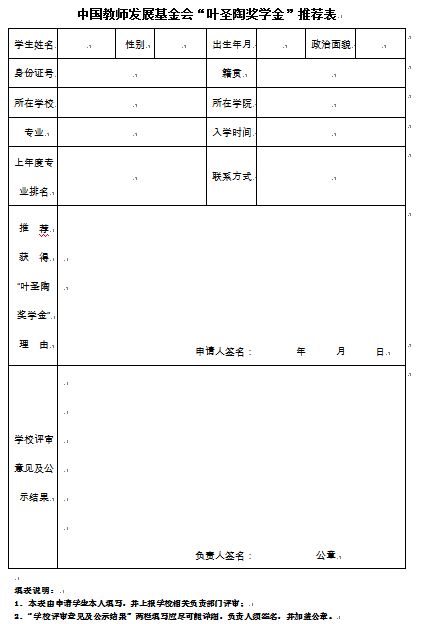 中国教师发展基金会“叶圣陶奖学金”推荐表
学生姓名 性别 出生年月 政治面貌
身份证号 籍贯
所在学校 所在学院
专业 入学时间
上年度专
业排名
联系方式
推 荐
获 得
“叶圣陶
奖学金”
理 由
申请人签名： 年 月 日
学校评审
意见及公
示结果
负责人签名： 公章
填表说明：
1．本表由申请学生本人填写，并上报学校相关负责部门评审；
2．“学校评审意见及公示结果”两栏填写应尽可能详细，负责人须签名，并加盖公章。